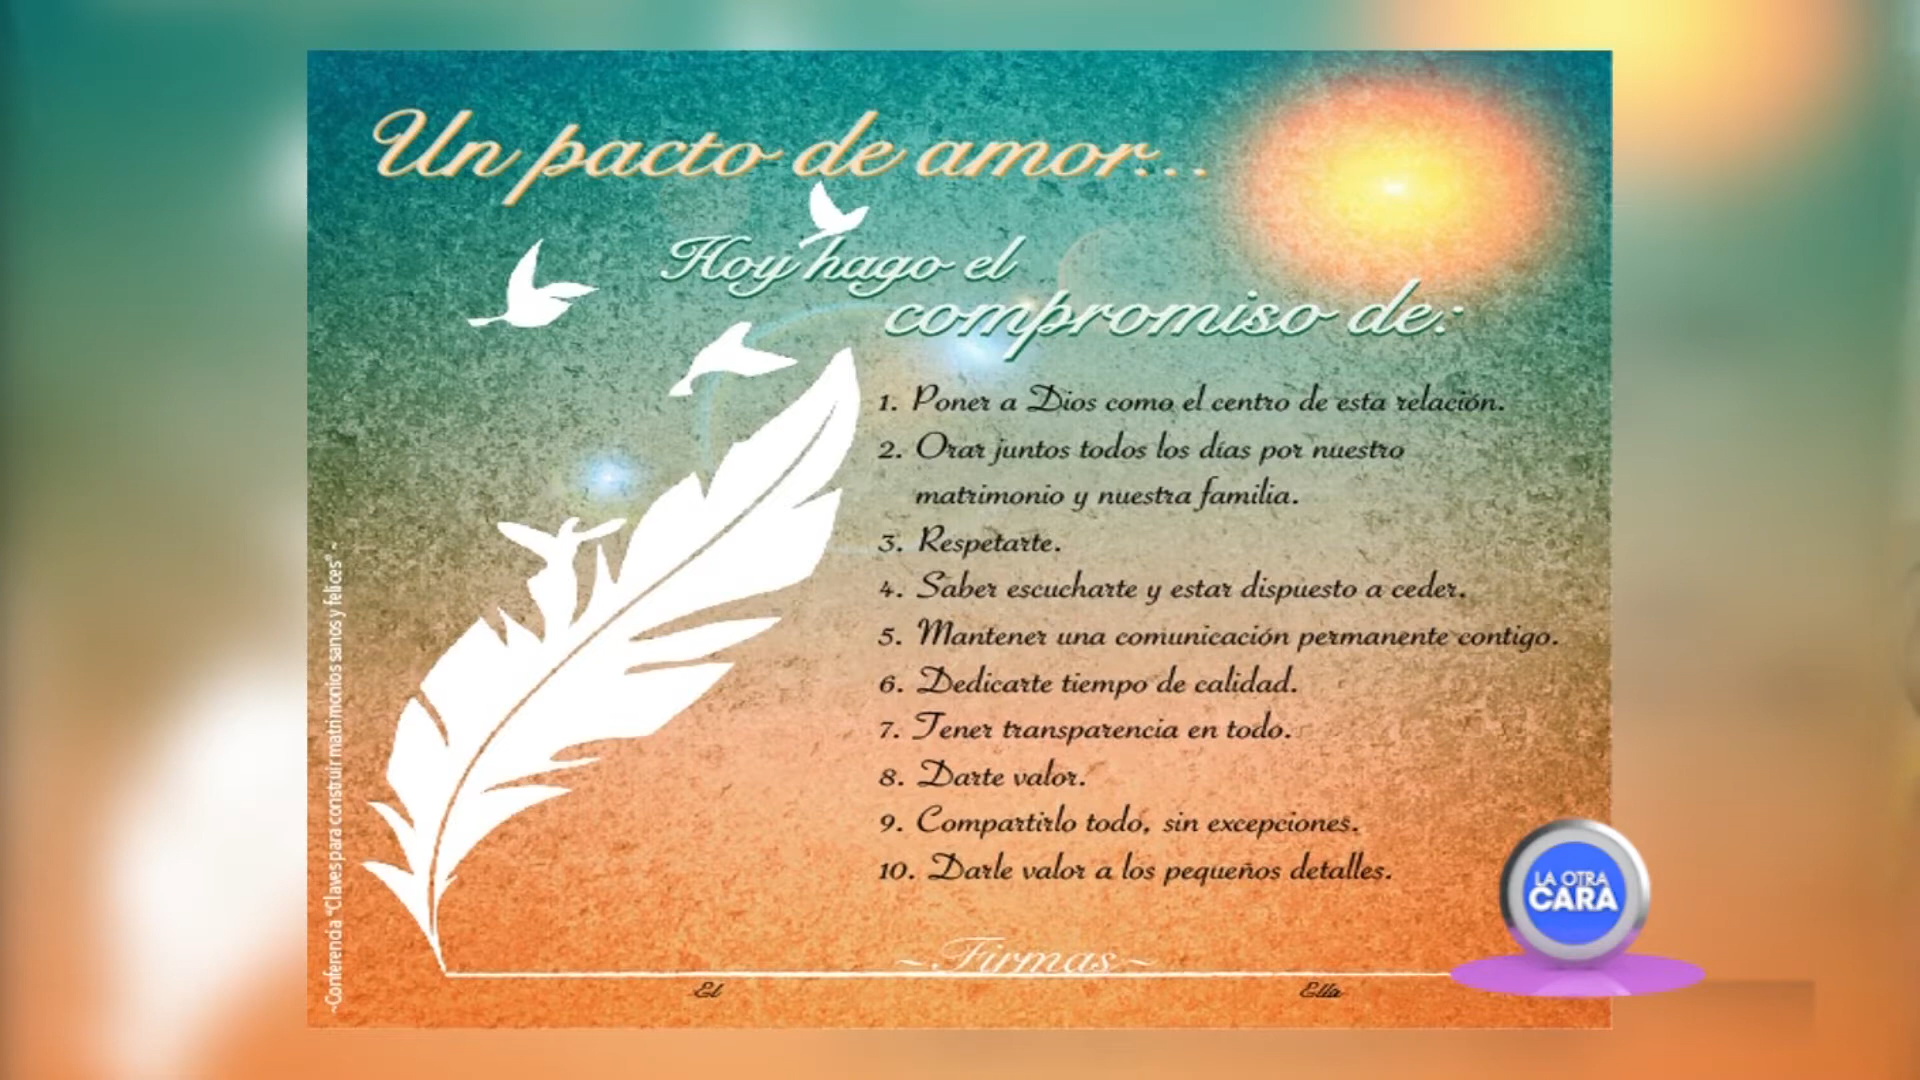 Un pacto de amor...
Hoy hago el
compromiso de:
1. Poner a Dios como el centro de esta relación.
2. Orar juntos todos los días por nuestro
matrimonio y nuestra familia.
3. Respetarte.
4. Saber escucharte y estar dispuesto a ceder.
5. Mantener una comunicación permanente contigo.
6. Dedicarte tiempo de calidad.
7. Tener transparencia en todo.
8. Darte valor.
9. Compartirlo todo, sin excepciones.
10. Darle valor a los pequeños detalles.
~ Firmas ~
El
Ella
~Conferencia "Claves para construir matrimonios sanos y felices" ~
LA OTRA
CARA